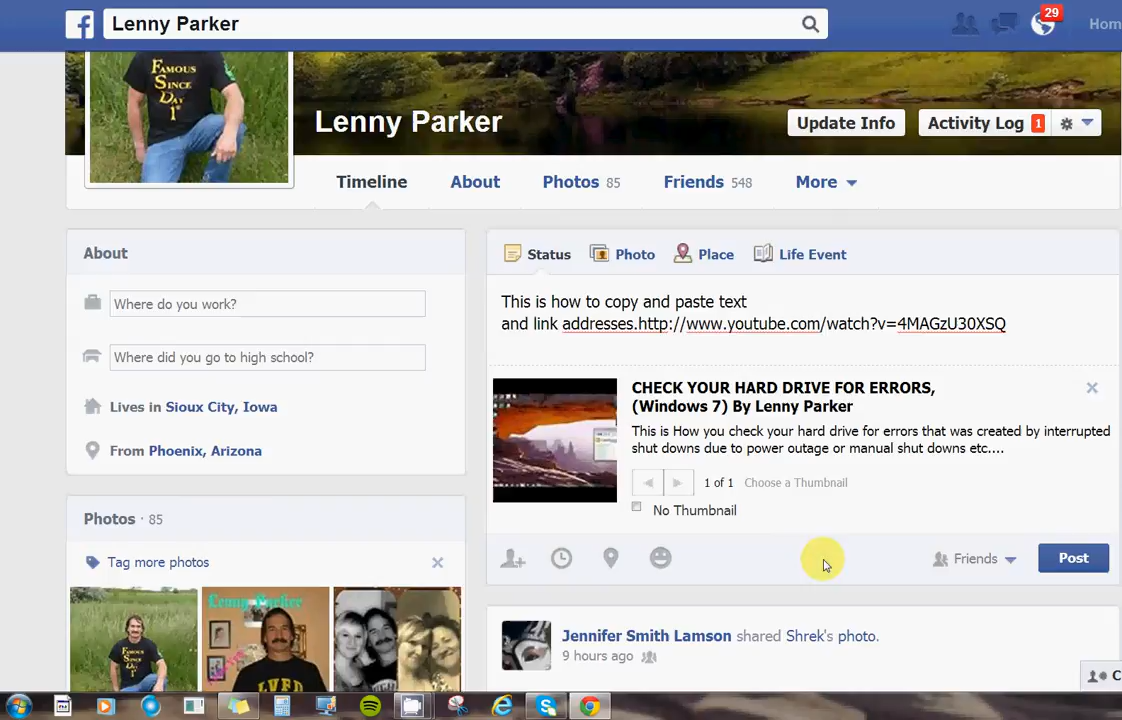 Lenny Parker
29
Hom
FAMOUS
SINCE
DAY
1st
Lenny Parker
Update Info
Activity Log 1
Timeline
About
Photos 85
Friends 548
More
About
Where do you work?
Where did you go to high school?
Lives in Sioux City, Iowa
From Phoenix, Arizona
Photos · 85
Tag more photos
Lenny Parker
Status
Photo
Place
Life Event
This is how to copy and paste text
and link addresses.http://www.youtube.com/watch?v=4MAGzU30XSQ
CHECK YOUR HARD DRIVE FOR ERRORS,
(Windows 7) By Lenny Parker
This is How you check your hard drive for errors that was created by interrupted
shut downs due to power outage or manual shut downs etc....
1 of 1 Choose a Thumbnail
No Thumbnail
Friends
Post
Jennifer Smith Lamson shared Shrek's photo.
9 hours ago
C